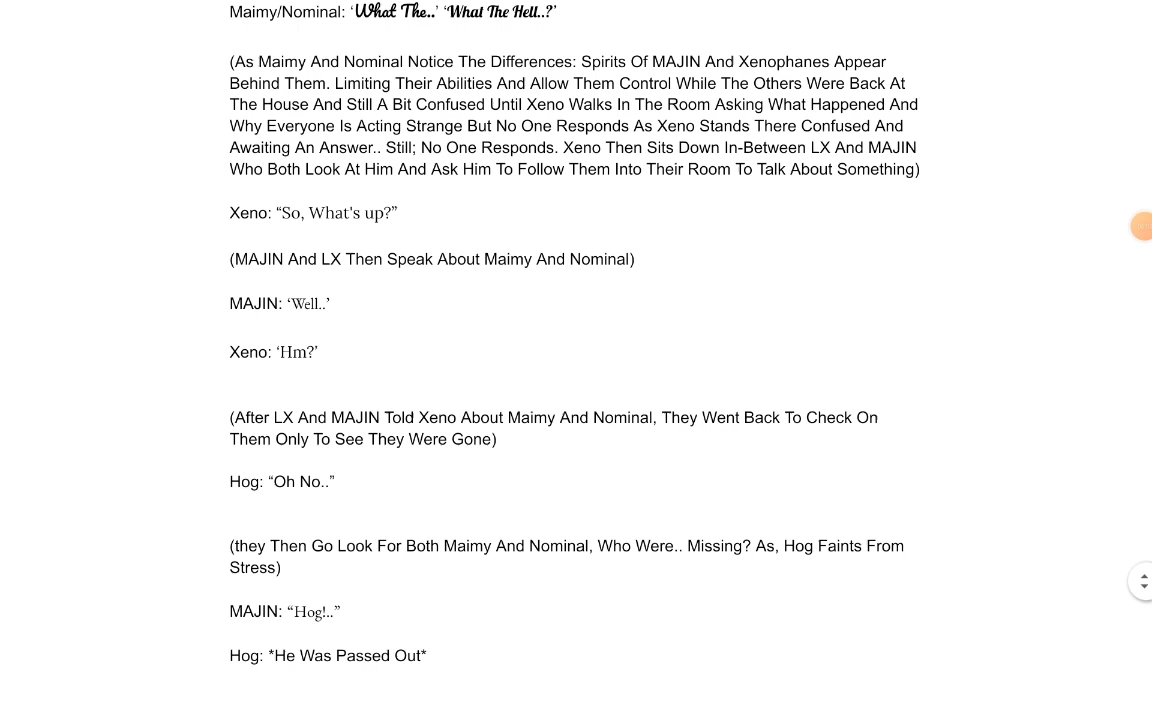 Maimy/Nominal: ‘What The..’ ‘What The Hell..?’
(As Maimy And Nominal Notice The Differences: Spirits Of MAJIN And Xenophanes Appear
Behind Them. Limiting Their Abilities And Allow Them Control While The Others Were Back At
The House And Still A Bit Confused Until Xeno Walks In The Room Asking What Happened And
Why Everyone Is Acting Strange But No One Responds As Xeno Stands There Confused And
Awaiting An Answer.. Still; No One Responds. Xeno Then Sits Down In-Between LX And MAJIN
Who Both Look At Him And Ask Him To Follow Them Into Their Room To Talk About Something)
Xeno: “So, What's up?”
(MAJIN And LX Then Speak About Maimy And Nominal)
MAJIN: ‘Well..’
Xeno: ‘Hm?’
(After LX And MAJIN Told Xeno About Maimy And Nominal, They Went Back To Check On
Them Only To See They Were Gone)
Hog: “Oh No..”
(they Then Go Look For Both Maimy And Nominal, Who Were.. Missing? As, Hog Faints From
Stress)
MAJIN: “Hog!..”
Hog: *He Was Passed Out*